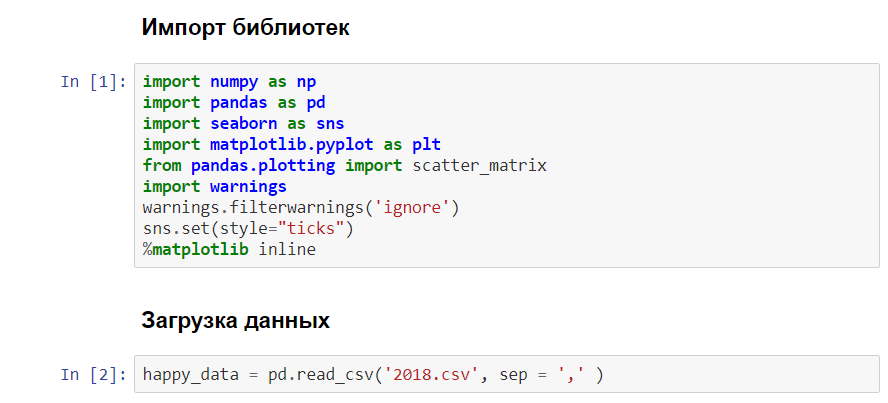 Импорт библиотек
In [1]: import numpy as np
import pandas as pd
import seaborn as sns
import matplotlib.pyplot as plt
from pandas.plotting import scatter_matrix
import warnings
warnings.filterwarnings('ignore')
sns.set(style="ticks")
%matplotlib inline
Загрузка данных
In [2]: happy_data = pd.read_csv('2018.csv', sep = ',' )